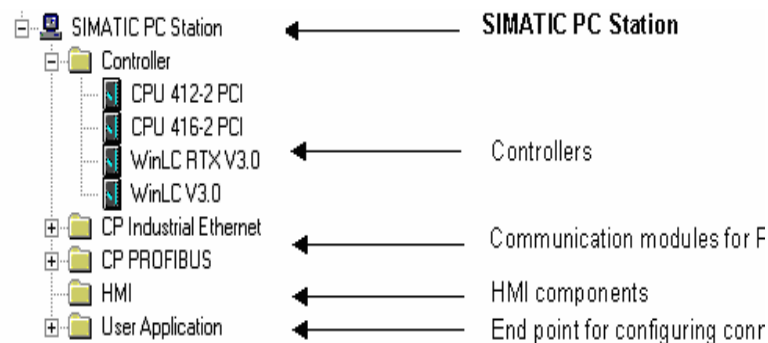 SIMATIC PC Station SIMATIC PC Station
Controller
CPU 412-2 PCI
CPU 416-2 PCI
WinLC RTX V3.0 Controllers
WinLC V3.0
CP Industrial Ethernet
Communication modules for
CP PROFIBUS
HMI HMI components
User Application End point for configuring